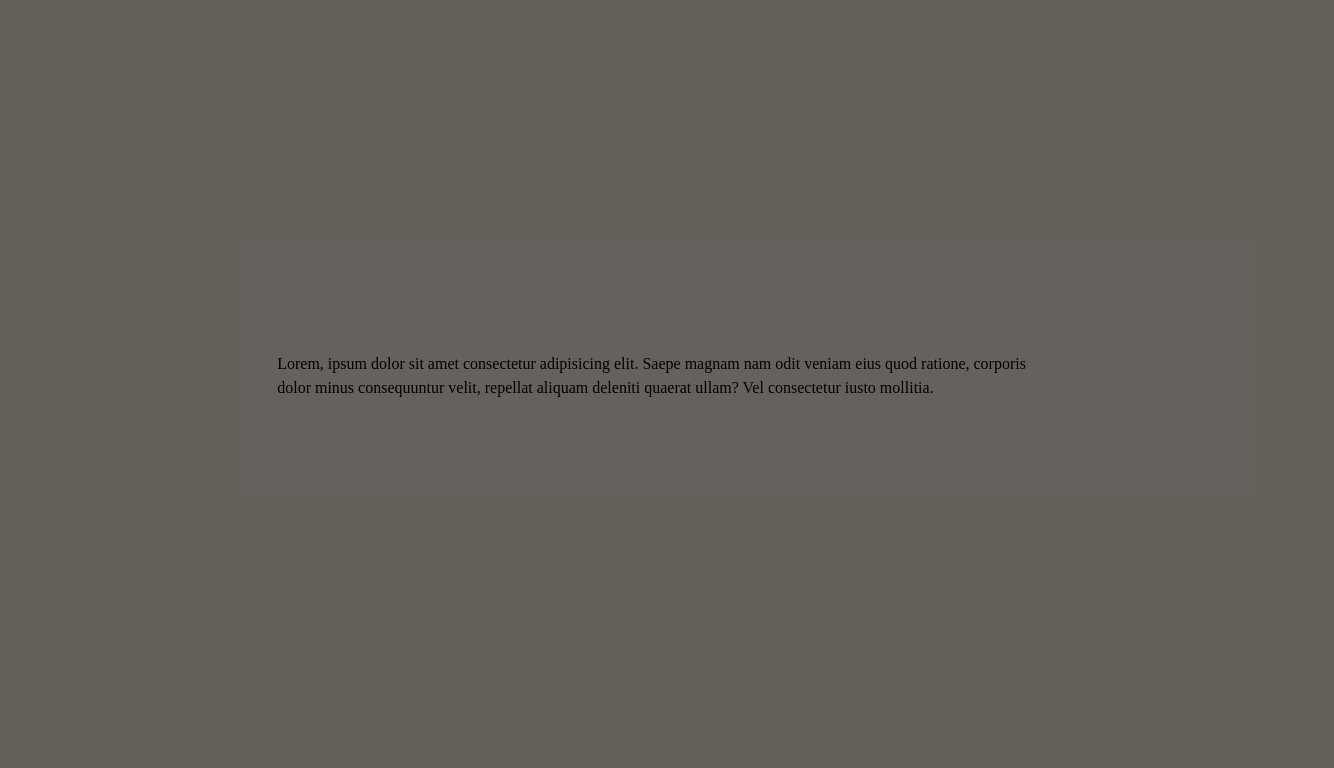 Lorem, ipsum dolor sit amet consectetur adipisicing elit. Saepe magnam nam odit veniam eius quod ratione, corporis
dolor minus consequuntur velit, repellat aliquam deleniti quaerat ullam? Vel consectetur iusto mollitia.